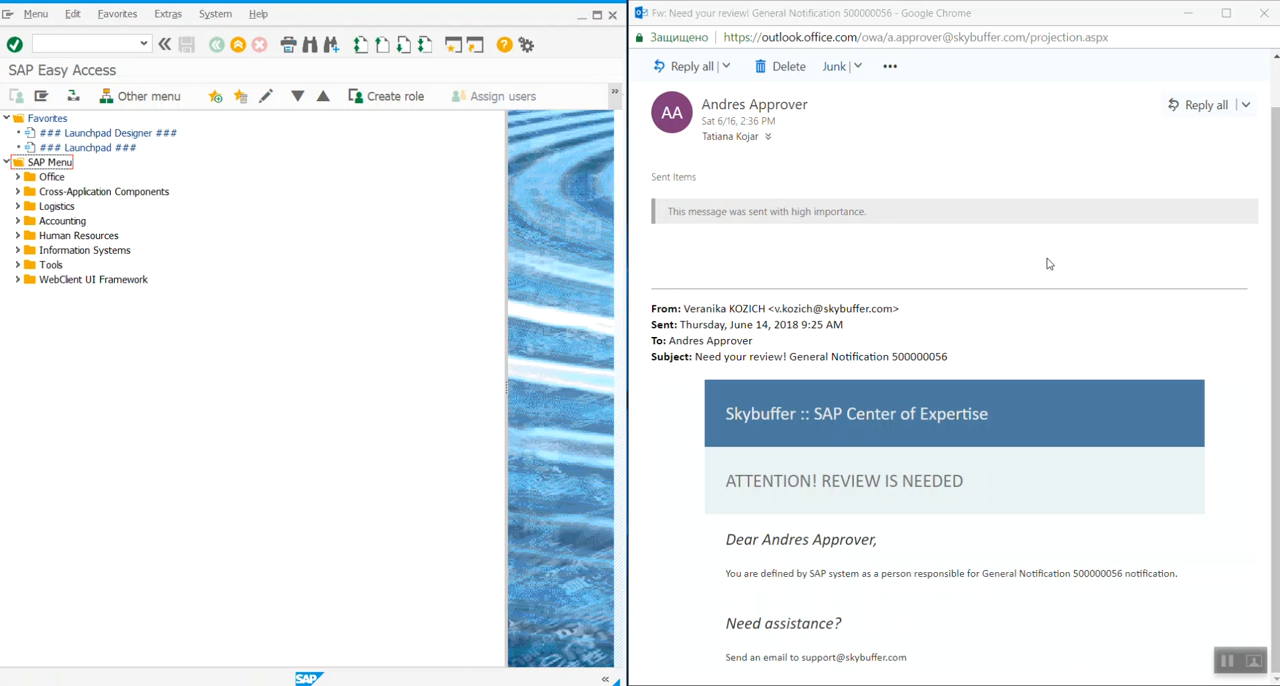 Menu Edit Favorites Extras System Help
SAP Easy Access
Other menu Create role Assign users
Favorites
### Launchpad Designer ###
### Launchpad ###
SAP Menu
Office
Cross-Application Components
Logistics
Accounting
Human Resources
Information Systems
Tools
WebClient UI Framework
SAP
Fw: Need your review! General Notification 500000056 - Google Chrome
Защищено https://outlook.office.com/owa/a.approver@skybuffer.com/projection.aspx
Reply all Delete Junk
AA
Andres Approver
Sat 6/16, 2:36 PM
Tatiana Kojar
Reply all
Sent Items
This message was sent with high importance.
From: Veranika KOZICH <v.kozich@skybuffer.com>
Sent: Thursday, June 14, 2018 9:25 AM
To: Andres Approver
Subject: Need your review! General Notification 500000056
Skybuffer :: SAP Center of Expertise
ATTENTION! REVIEW IS NEEDED
Dear Andres Approver,
You are defined by SAP system as a person responsible for General Notification 500000056 notification.
Need assistance?
Send an email to support@skybuffer.com